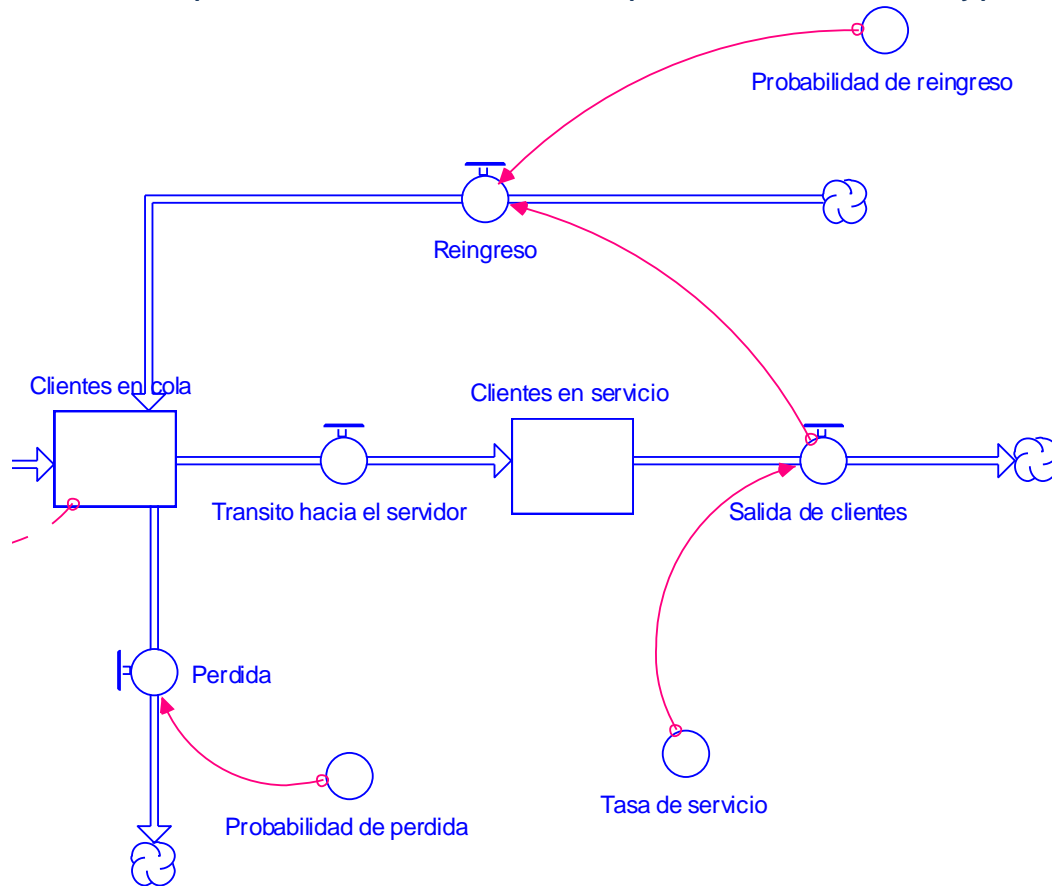 Probabilidad de reingreso
Reingreso
Clientes en cola
Clientes en servicio
Transito hacia el servidor
Salida de clientes
Perdida
Tasa de servicio
Probabilidad de perdida